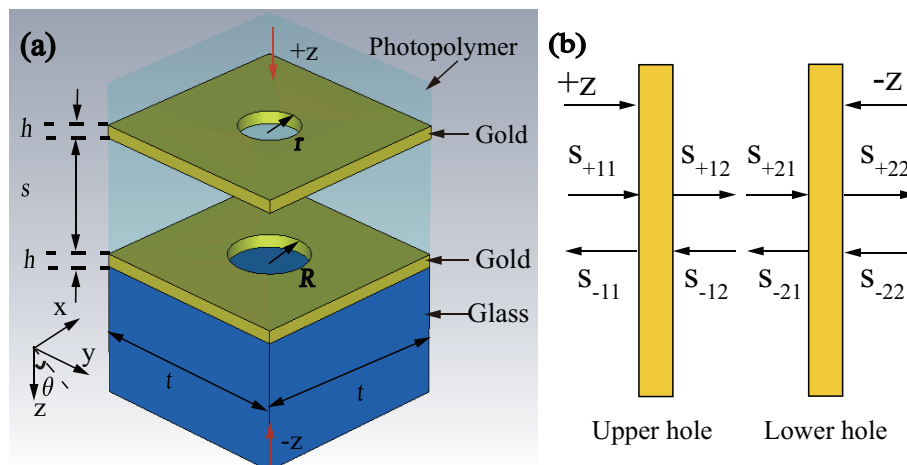 (a)
+z
Photopolymer
h
r
Gold
s
h
R
Gold
Glass
x
y
θ
z
t
t
-z
(b)
+z
-z
S+11
S+12
S+21
S+22
S-11
S-12
S-21
S-22
Upper hole
Lower hole